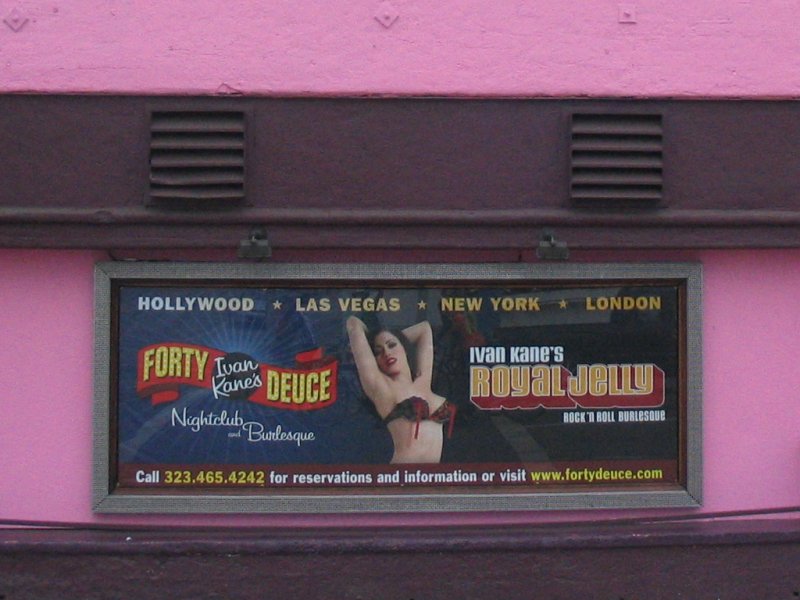 HOLLYWOOD ★ LAS VEGAS ★ NEW YORK ★ LONDON
FORTY Ivan Kane's DEUCE
Nightclub and Burlesque
IVAN KANE'S
ROYAL JELLY
ROCK'N ROLL BURLESQUE
Call 323.465.4242 for reservations and information or visit www.fortydeuce.com